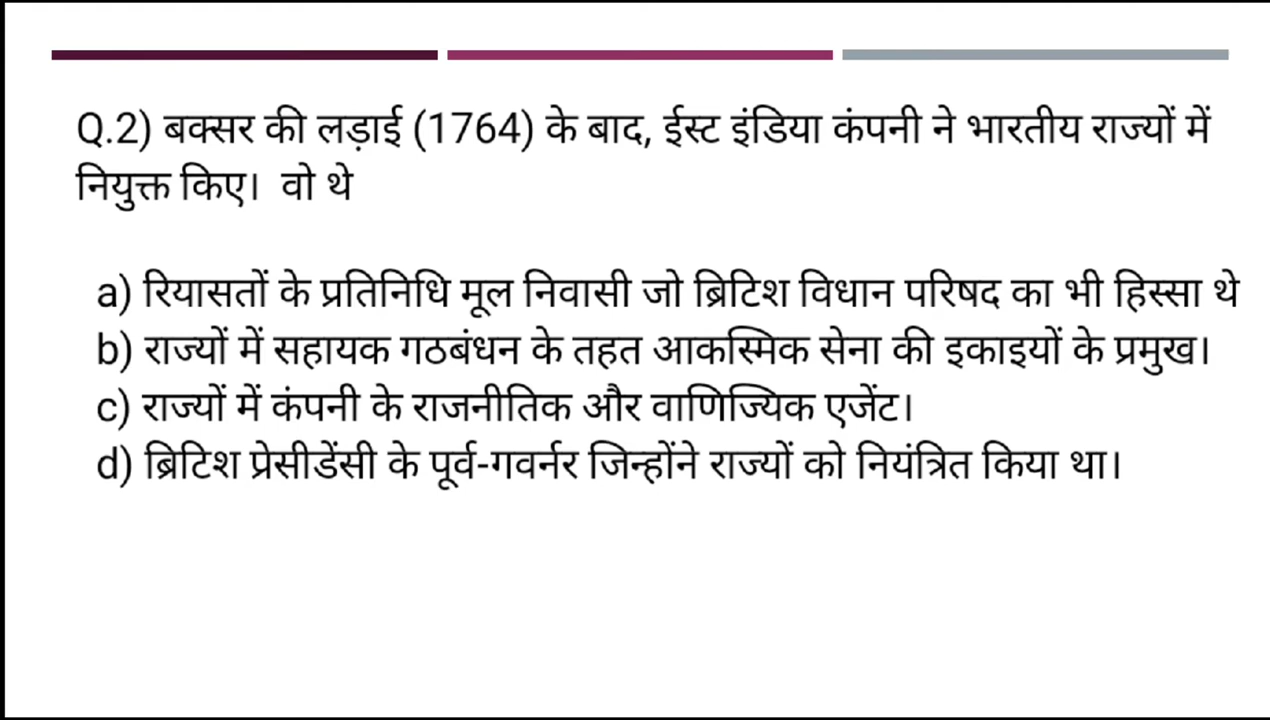 Q.2) बक्सर की लड़ाई (1764) के बाद, ईस्ट इंडिया कंपनी ने भारतीय राज्यों में
नियुक्त किए। वो थे
a) रियासतों के प्रतिनिधि मूल निवासी जो ब्रिटिश विधान परिषद का भी हिस्सा थे
b) राज्यों में सहायक गठबंधन के तहत आकस्मिक सेना की इकाइयों के प्रमुख।
c) राज्यों में कंपनी के राजनीतिक और वाणिज्यिक एजेंट।
d) ब्रिटिश प्रेसीडेंसी के पूर्व-गवर्नर जिन्होंने राज्यों को नियंत्रित किया था।